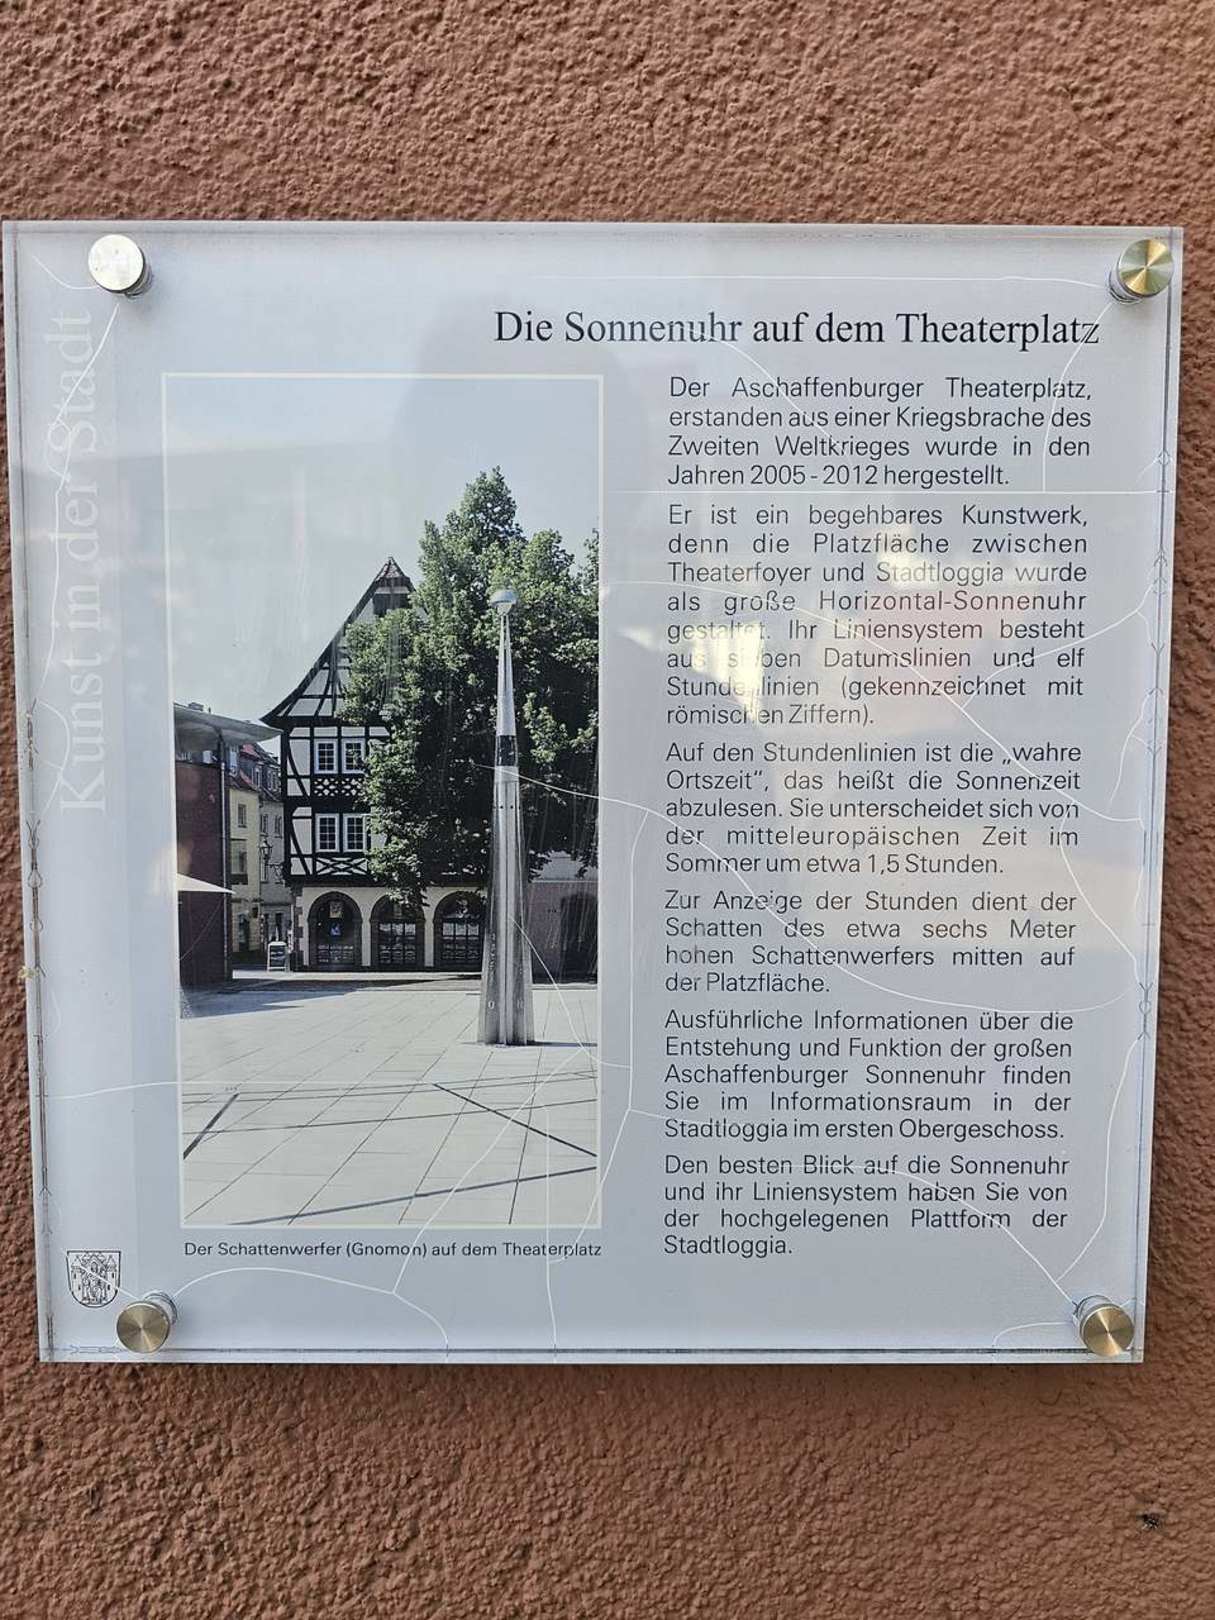 Kunst in der Stadt
Die Sonnenuhr auf dem Theaterplatz
Der Aschaffenburger Theaterplatz,
erstanden aus einer Kriegsbrache des
Zweiten Weltkrieges wurde in den
Jahren 2005 - 2012 hergestellt.
Er ist ein begehbares Kunstwerk,
denn die Platzfläche zwischen
Theaterfoyer und Stadtloggia wurde
als große Horizontal-Sonnenuhr
gestaltet. Ihr Liniensystem besteht
aus sieben Datumslinien und elf
Stundenlinien (gekennzeichnet mit
römischen Ziffern).
Auf den Stundenlinien ist die „wahre
Ortszeit“, das heißt die Sonnenzeit
abzulesen. Sie unterscheidet sich von
der mitteleuropäischen Zeit im
Sommer um etwa 1,5 Stunden.
Zur Anzeige der Stunden dient der
Schatten des etwa sechs Meter
hohen Schattenwerfers mitten auf
der Platzfläche.
Ausführliche Informationen über die
Entstehung und Funktion der großen
Aschaffenburger Sonnenuhr finden
Sie im Informationsraum in der
Stadtloggia im ersten Obergeschoss.
Den besten Blick auf die Sonnenuhr
und ihr Liniensystem haben Sie von
der hochgelegenen Plattform der
Stadtloggia.
Der Schattenwerfer (Gnomon) auf dem Theaterplatz